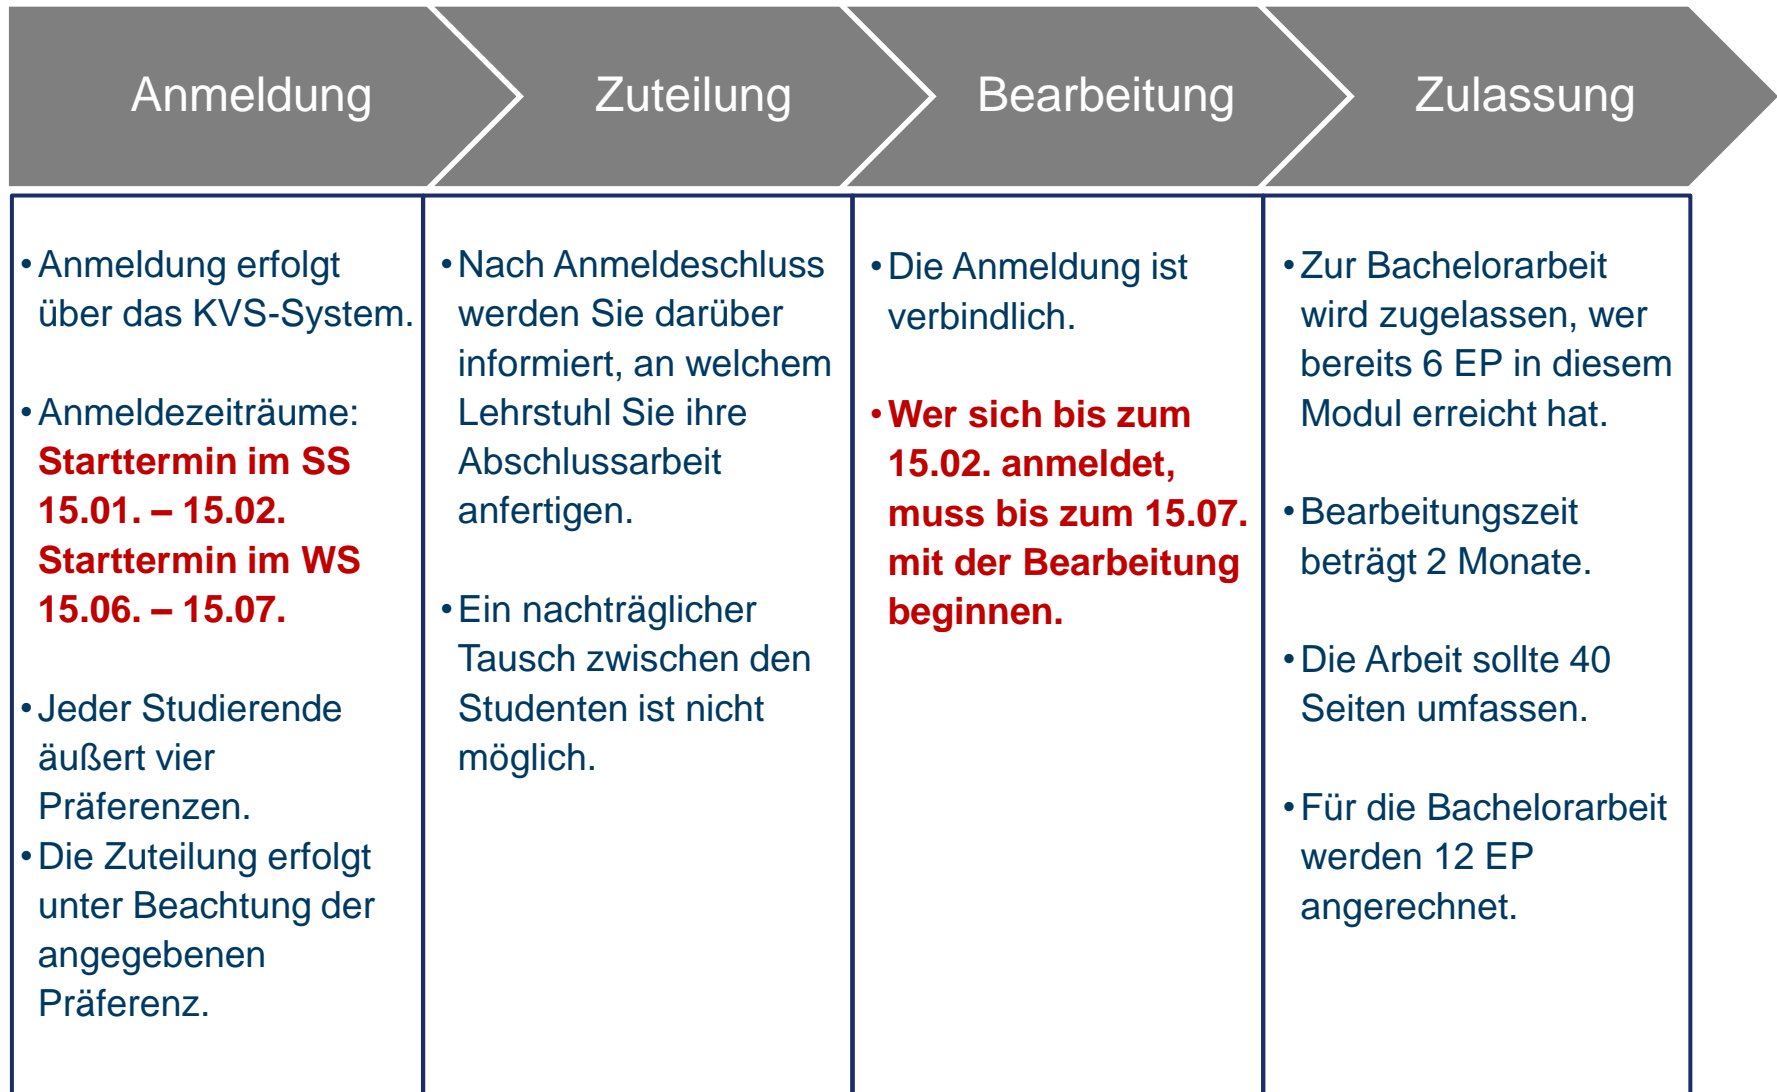 Anmeldung
Zuteilung
Bearbeitung
Zulassung
•Anmeldung erfolgt
über das KVS-System.
•Anmeldezeiträume:
Starttermin im SS
15.01. – 15.02.
Starttermin im WS
15.06. – 15.07.
•Jeder Studierende
äußert vier
Präferenzen.
•Die Zuteilung erfolgt
unter Beachtung der
angegebenen
Präferenz.
•Nach Anmeldeschluss
werden Sie darüber
informiert, an welchem
Lehrstuhl Sie ihre
Abschlussarbeit
anfertigen.
•Ein nachträglicher
Tausch zwischen den
Studenten ist nicht
möglich.
•Die Anmeldung ist
verbindlich.
•Wer sich bis zum
15.02. anmeldet,
muss bis zum 15.07.
mit der Bearbeitung
beginnen.
•Zur Bachelorarbeit
wird zugelassen, wer
bereits 6 EP in diesem
Modul erreicht hat.
•Bearbeitungszeit
beträgt 2 Monate.
•Die Arbeit sollte 40
Seiten umfassen.
•Für die Bachelorarbeit
werden 12 EP
angerechnet.